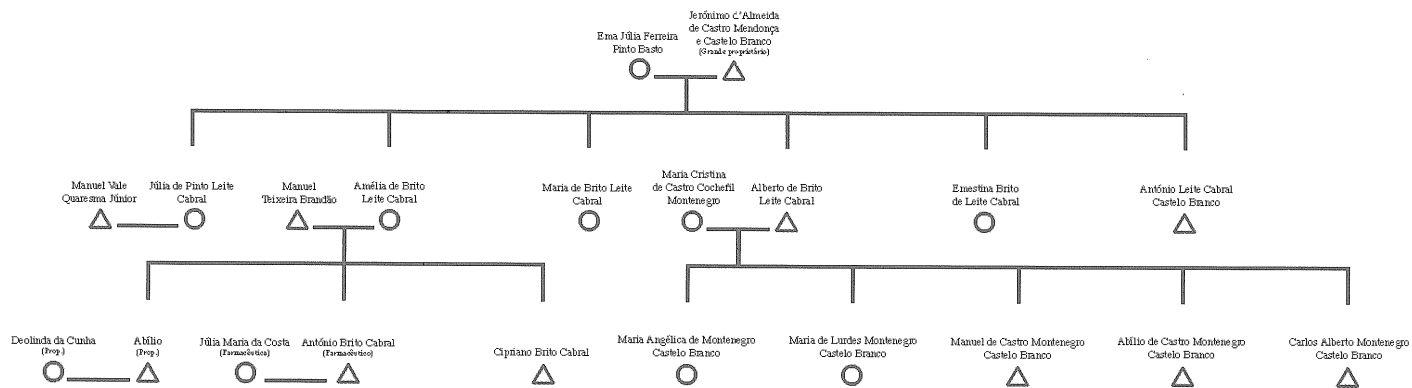 Jerónimo d'Almeida
de Castro Mendonça
e Castelo Branco
(Grande proprietário)
Ema Júlia Ferreira
Pinto Basto
Manuel Vale
Quaresma Júnior
Júlia de Pinto Leite
Cabral
Manuel
Teixeira Brandão
Amélia de Brito
Leite Cabral
Maria de Brito Leite
Cabral
Maria Cristina
de Castro Cochefil
Montenegro
Alberto de Brito
Leite Cabral
Ernestina Brito
de Leite Cabral
António Leite Cabral
Castelo Branco
Deolinda da Cunha
(Prop.)
Abílio
(Prop.)
Júlia Maria da Costa
(Farmacêutica)
António Brito Cabral
(Farmacêutico)
Cipriano Brito Cabral
Maria Angélica de Montenegro
Castelo Branco
Maria de Lurdes Montenegro
Castelo Branco
Manuel de Castro Montenegro
Castelo Branco
Abílio de Castro Montenegro
Castelo Branco
Carlos Alberto Montenegro
Castelo Branco